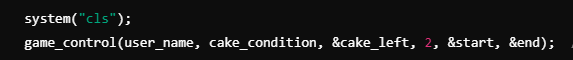 system("cls");
game_control(user_name, cake_condition, &cake_left, 2, &start, &end);